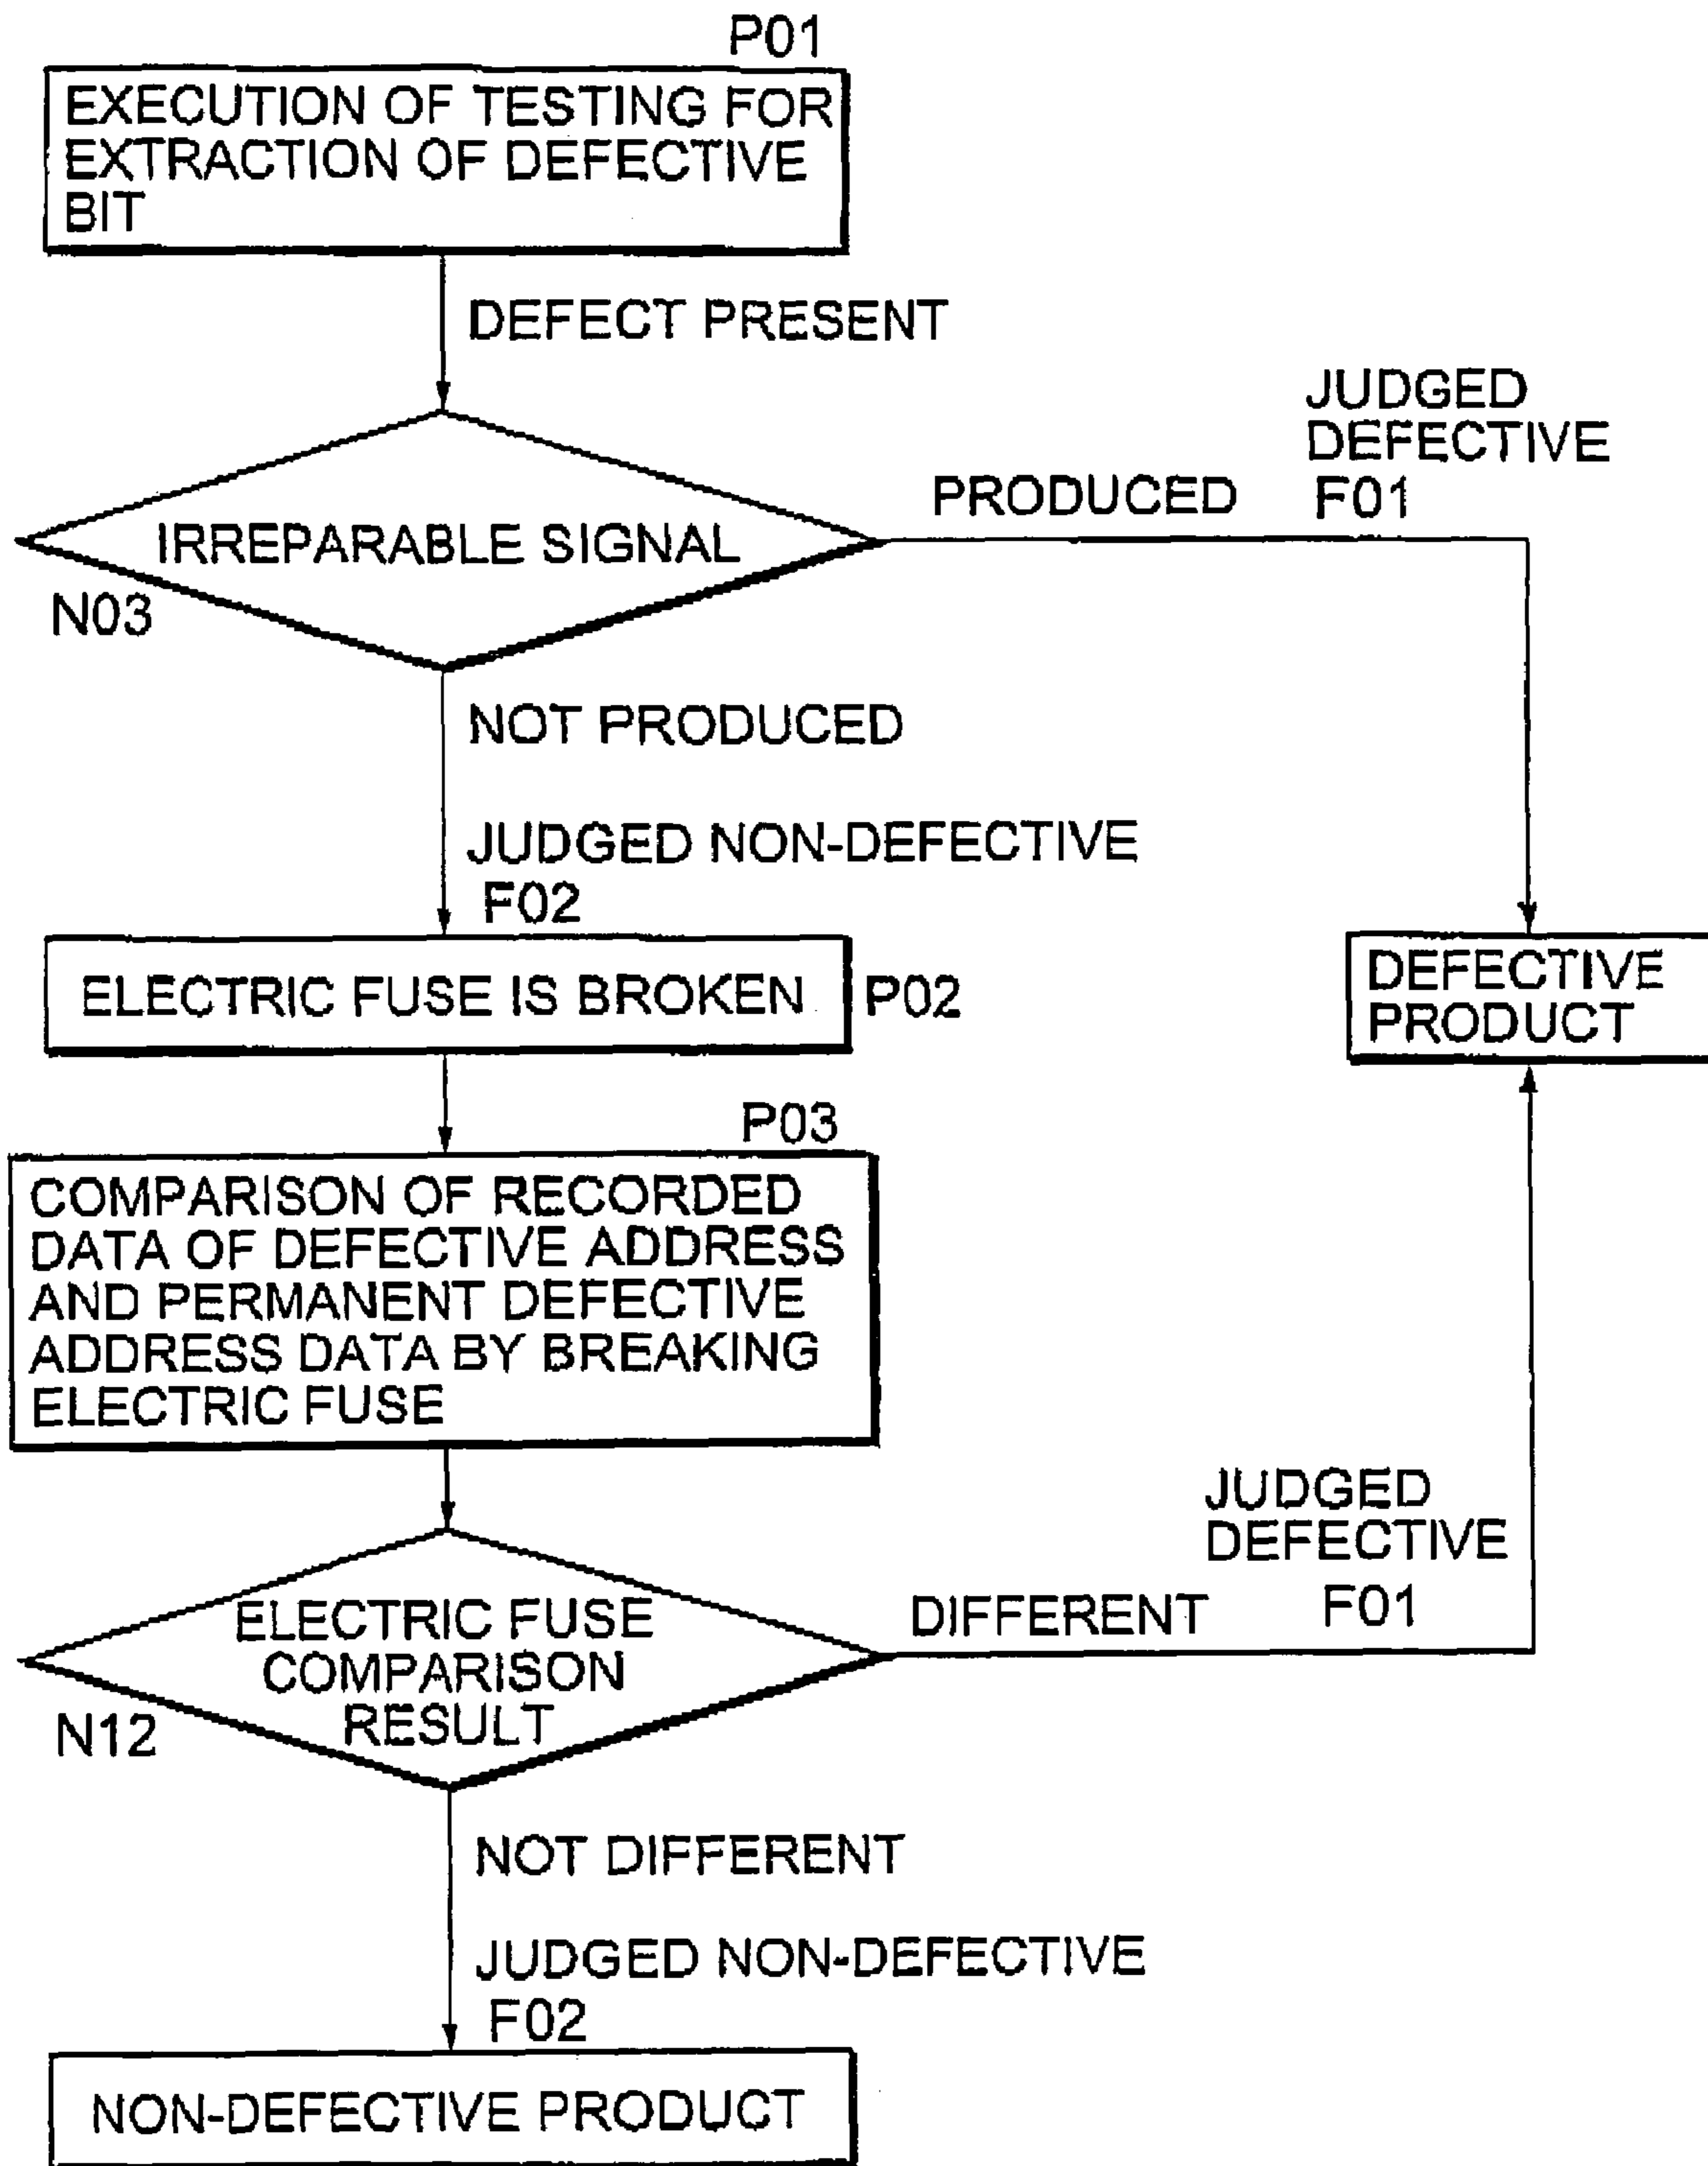 P01
EXECUTION OF TESTING FOR
EXTRACTION OF DEFECTIVE
BIT
DEFECT PRESENT
JUDGED
DEFECTIVE
PRODUCED F01
IRREPARABLE SIGNAL
N03
NOT PRODUCED
JUDGED NON-DEFECTIVE
F02
ELECTRIC FUSE IS BROKEN P02
DEFECTIVE
PRODUCT
P03
COMPARISON OF RECORDED
DATA OF DEFECTIVE ADDRESS
AND PERMANENT DEFECTIVE
ADDRESS DATA BY BREAKING
ELECTRIC FUSE
JUDGED
DEFECTIVE
DIFFERENT F01
ELECTRIC FUSE
COMPARISON
RESULT
N12
NOT DIFFERENT
JUDGED NON-DEFECTIVE
F02
NON-DEFECTIVE PRODUCT